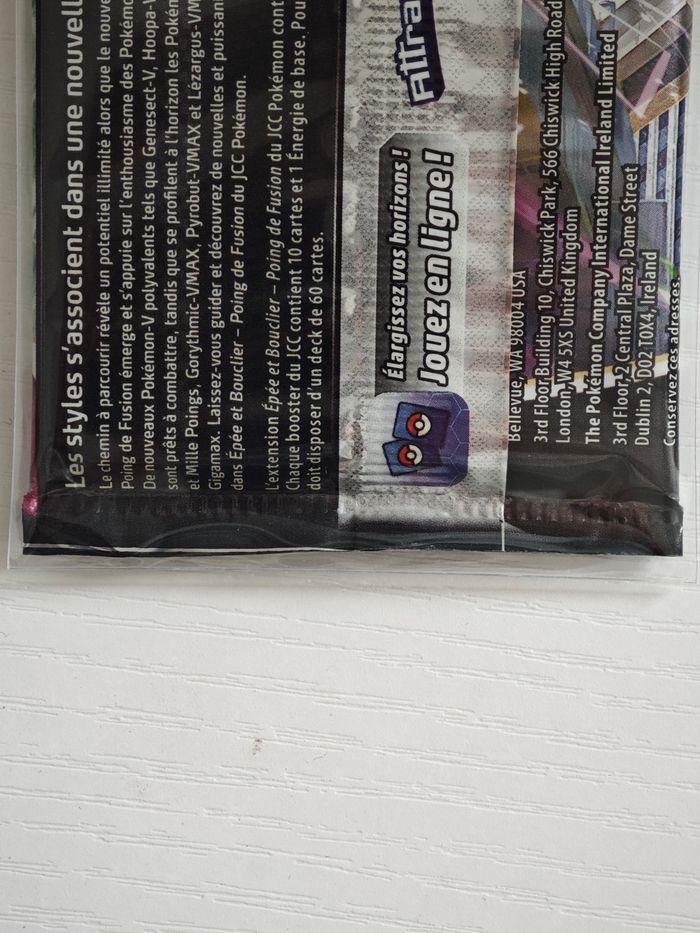 Les styles s'associent dans une nouvell
Le chemin à parcourir révèle un potentiel illimité alors que le nouve
Poing de Fusion émerge et s'appuie sur l'enthousiasme des Pokémo
De nouveaux Pokémon-V polyvalents tels que Genesect-V, Hoopa-V
sont prêts à combattre, tandis que se profilent à l'horizon les Pokén
et Mille Poings, Gorythmic-VMAX, Pyrobut-VMAX et Lézargus-VM
Gigamax. Laissez-vous guider et découvrez de nouvelles et puissan
dans Épée et Bouclier – Poing de Fusion du JCC Pokémon.
L'extension Épée et Bouclier – Poing de Fusion du JCC Pokémon cont
Chaque booster du JCC contient 10 cartes et 1 Énergie de base. Pou
doit disposer d'un deck de 60 cartes.
Élargissez vos horizons !
Jouez en ligne !
Attra
Bellevue, WA 98004 USA
3rd Floor, Building 10, Chiswick Park, 566 Chiswick High Road
London, W4 5XS United Kingdom
The Pokémon Company International Ireland Limited
3rd Floor, 2 Central Plaza, Dame Street
Dublin 2, D02 T0X4, Ireland
Conservez ces adresses